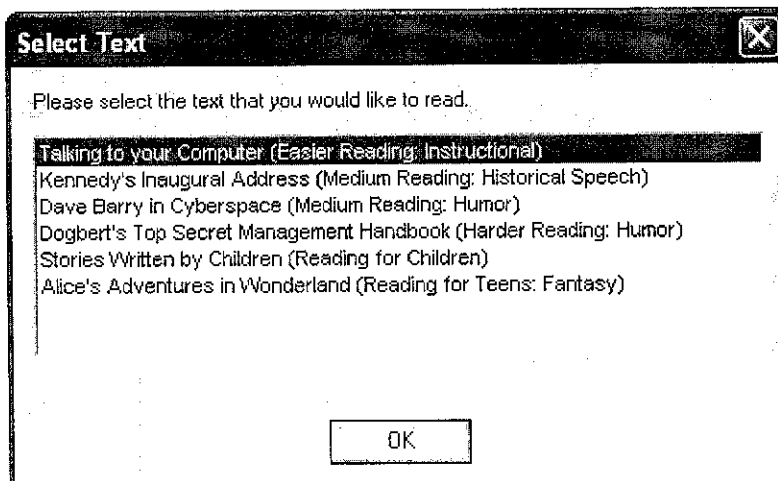 Select Text
Please select the text that you would like to read.
Talking to your Computer (Easier Reading: Instructional)
Kennedy's Inaugural Address (Medium Reading: Historical Speech)
Dave Barry in Cyberspace (Medium Reading: Humor)
Dogbert's Top Secret Management Handbook (Harder Reading: Humor)
Stories Written by Children (Reading for Children)
Alice's Adventures in Wonderland (Reading for Teens: Fantasy)
OK